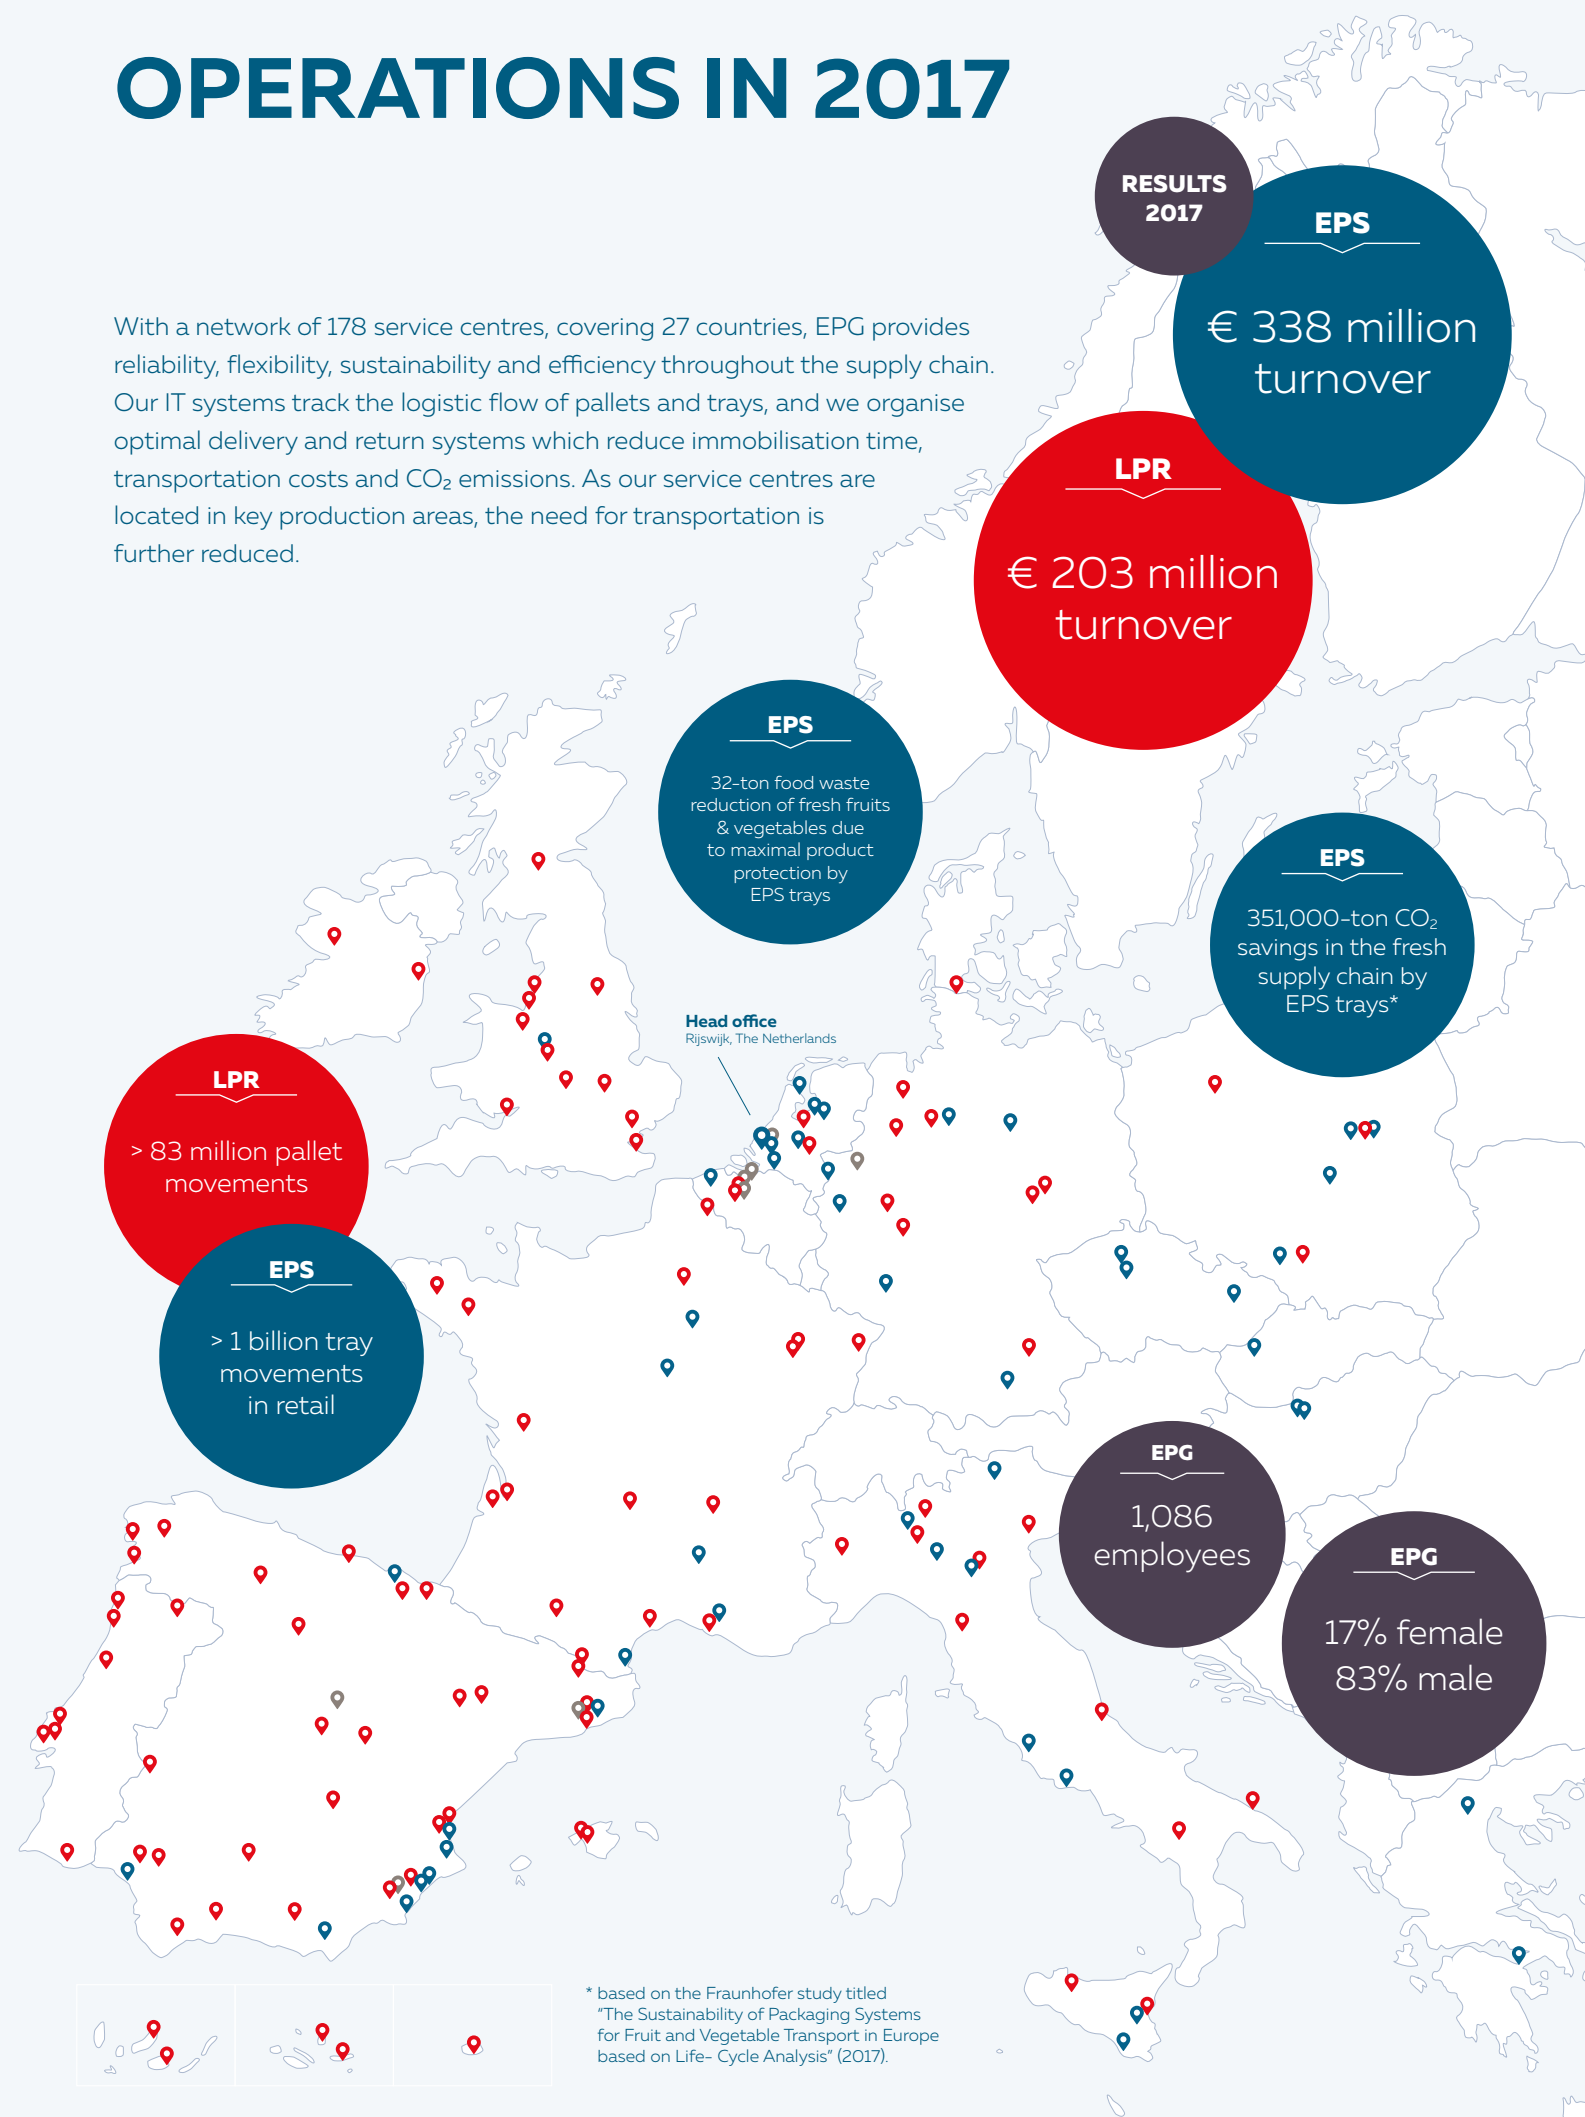 OPERATIONS IN 2017
RESULTS
2017
EPS
€ 338 million
turnover
With a network of 178 service centres, covering 27 countries, EPG provides
reliability, flexibility, sustainability and efficiency throughout the supply chain.
Our IT systems track the logistic flow of pallets and trays, and we organise
optimal delivery and return systems which reduce immobilisation time,
transportation costs and CO₂ emissions. As our service centres are
located in key production areas, the need for transportation is
further reduced.
LPR
€ 203 million
turnover
EPS
32-ton food waste
reduction of fresh fruits
& vegetables due
to maximal product
protection by
EPS trays
EPS
351,000-ton CO₂
savings in the fresh
supply chain by
EPS trays*
Head office
Rijswijk, The Netherlands
LPR
> 83 million pallet
movements
EPS
> 1 billion tray
movements
in retail
EPG
1,086
employees
EPG
17% female
83% male
* based on the Fraunhofer study titled
“The Sustainability of Packaging Systems
for Fruit and Vegetable Transport in Europe
based on Life- Cycle Analysis” (2017).